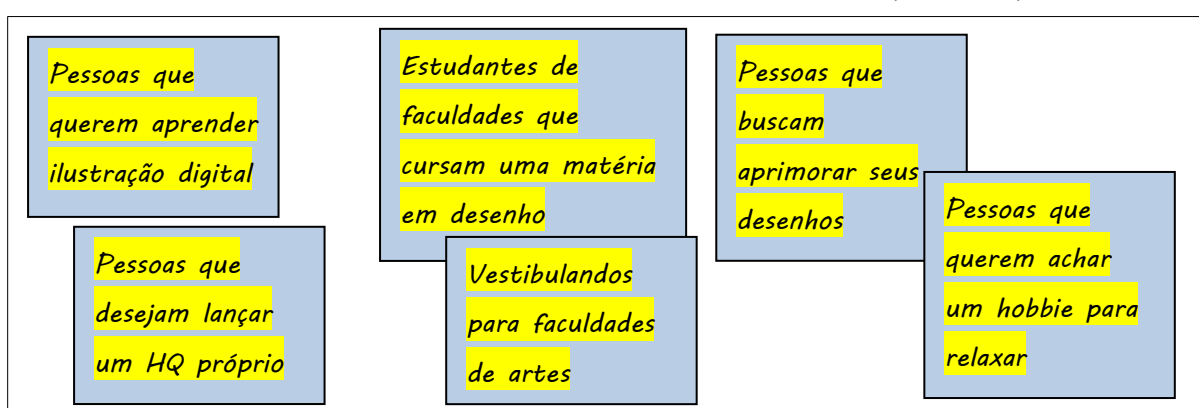 Pessoas que
querem aprender
ilustração digital
Pessoas que
desejam lançar
um HQ próprio
Estudantes de
faculdades que
cursam uma matéria
em desenho
Vestibulandos
para faculdades
de artes
Pessoas que
buscam
aprimorar seus
desenhos
Pessoas que
querem achar
um hobbie para
relaxar